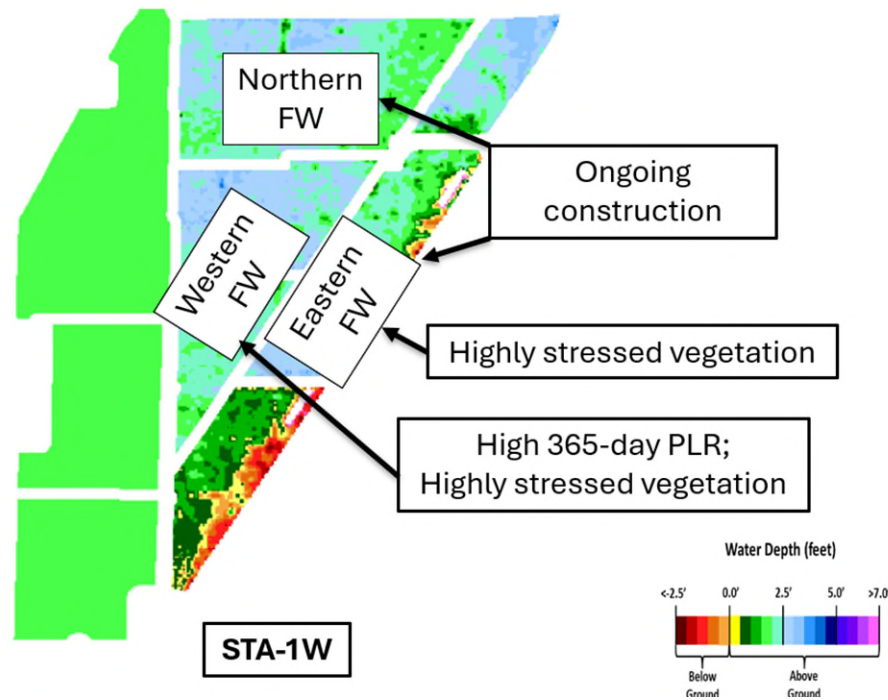 Northern
FW
Ongoing
construction
Western
FW
Eastern
FW
Highly stressed vegetation
High 365-day PLR;
Highly stressed vegetation
Water Depth (feet)
<-2.5' 0.0' 2.5' 5.0' >7.0
Below
Ground
Above
Ground
STA-1W